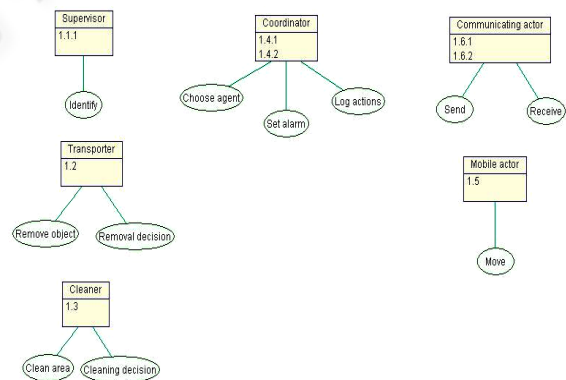 Supervisor
1.1.1
Identify
Coordinator
1.4.1
1.4.2
Choose agent
Set alarm
Log actions
Communicating actor
1.6.1
1.6.2
Send
Receive
Transporter
1.2
Remove object
Removal decision
Mobile actor
1.5
Move
Cleaner
1.3
Clean area
Cleaning decision